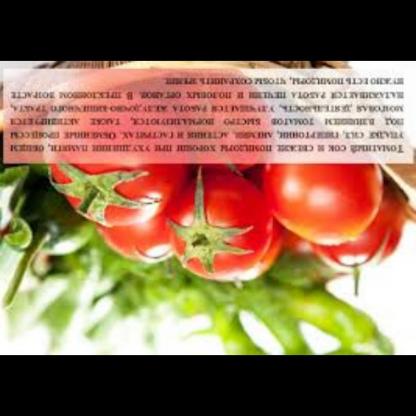 Томатный сок и свежие помидоры хороши при ухудшении памяти, общем
упадке сил, гипертонии, анемии, астении и гастритах. Обменные процессы
под влиянием томатов быстро нормализуются, также активируется
мозговая деятельность, улучшается работа желудочно-кишечного тракта,
налаживается работа печени и половых органов. В преклонном возрасте
нужно есть помидоры, чтобы сохранить зрение.